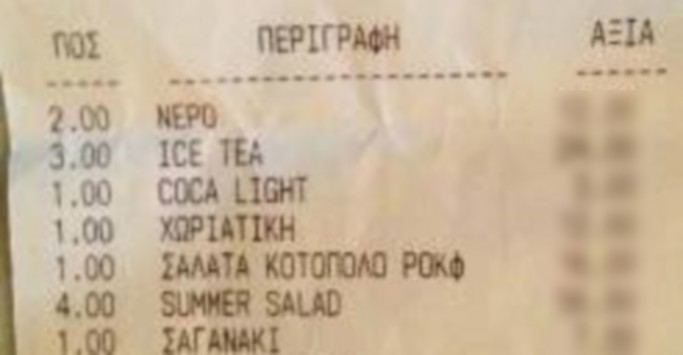 ΠΟΣ ΠΕΡΙΓΡΑΦΗ ΑΞΙΑ
2.00 ΝΕΡΟ
3.00 ICE TEA
1.00 COCA LIGHT
1.00 ΧΩΡΙΑΤΙΚΗ
1.00 ΣΑΛΑΤΑ ΚΟΤΟΠΟΛΟ ΡΟΚΦ
4.00 SUMMER SALAD
1.00 ΣΑΓΑΝΑΚΙ